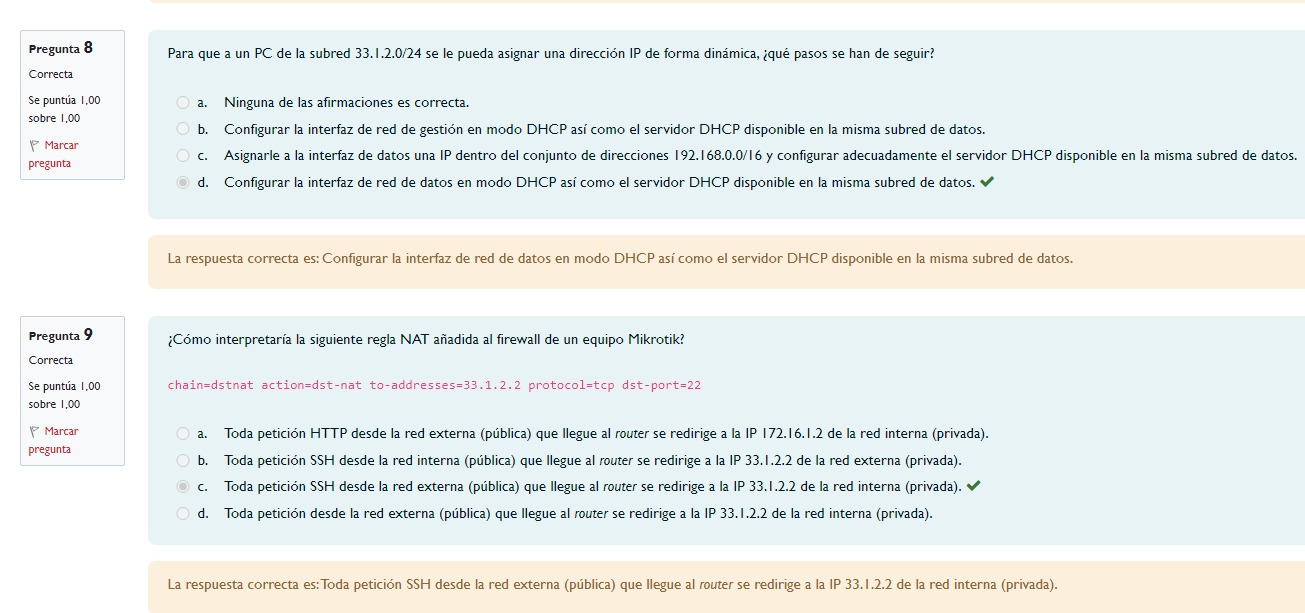 Pregunta 8
Correcta
Se puntúa 1,00
sobre 1,00
Marcar
pregunta
Para que a un PC de la subred 33.1.2.0/24 se le pueda asignar una dirección IP de forma dinámica, ¿qué pasos se han de seguir?
a. Ninguna de las afirmaciones es correcta.
b. Configurar la interfaz de red de gestión en modo DHCP así como el servidor DHCP disponible en la misma subred de datos.
c. Asignarle a la interfaz de datos una IP dentro del conjunto de direcciones 192.168.0.0/16 y configurar adecuadamente el servidor DHCP disponible en la misma subred de datos.
d. Configurar la interfaz de red de datos en modo DHCP así como el servidor DHCP disponible en la misma subred de datos.
La respuesta correcta es: Configurar la interfaz de red de datos en modo DHCP así como el servidor DHCP disponible en la misma subred de datos.
Pregunta 9
Correcta
Se puntúa 1,00
sobre 1,00
Marcar
pregunta
¿Cómo interpretaría la siguiente regla NAT añadida al firewall de un equipo Mikrotik?
chain=dstnat action=dst-nat to-addresses=33.1.2.2 protocol=tcp dst-port=22
a. Toda petición HTTP desde la red externa (pública) que llegue al router se redirige a la IP 172.16.1.2 de la red interna (privada).
b. Toda petición SSH desde la red interna (pública) que llegue al router se redirige a la IP 33.1.2.2 de la red externa (privada).
c. Toda petición SSH desde la red externa (pública) que llegue al router se redirige a la IP 33.1.2.2 de la red interna (privada).
d. Toda petición desde la red externa (pública) que llegue al router se redirige a la IP 33.1.2.2 de la red interna (privada).
La respuesta correcta es: Toda petición SSH desde la red externa (pública) que llegue al router se redirige a la IP 33.1.2.2 de la red interna (privada).